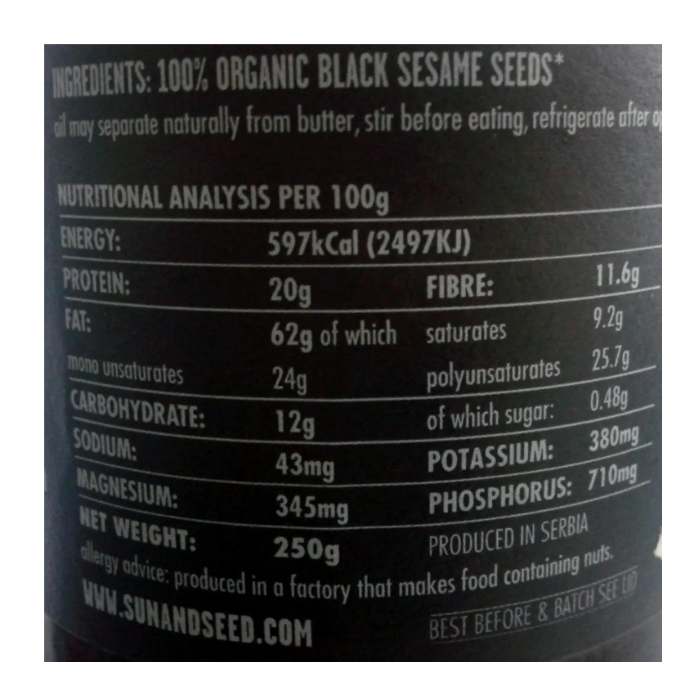 INGREDIENTS: 100% ORGANIC BLACK SESAME SEEDS*
oil may separate naturally from butter, stir before eating, refrigerate after
NUTRITIONAL ANALYSIS PER 100g
ENERGY: 597kCal (2497KJ)
PROTEIN: 20g FIBRE: 11.6g
FAT: 62g of which saturates 9.2g
mono unsaturates 24g polyunsaturates 25.7g
CARBOHYDRATE: 12g of which sugar: 0.48g
SODIUM: 43mg POTASSIUM: 380mg
MAGNESIUM: 345mg PHOSPHORUS: 710mg
NET WEIGHT: 250g PRODUCED IN SERBIA
allergy advice: produced in a factory that makes food containing nuts.
WWW.SUNANDSEED.COM BEST BEFORE & BATCH SEE LID